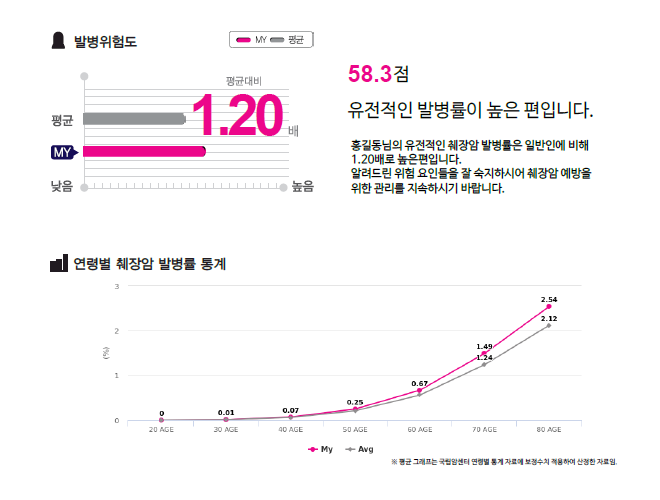 발병위험도
MY 평균
평균대비
1.20배
평균
MY
낮음 높음
58.3점
유전적인 발병률이 높은 편입니다.
홍길동님의 유전적인 췌장암 발병률은 일반인에 비해
1.20배로 높은편입니다.
알려드린 위험 요인들을 잘 숙지하시어 췌장암 예방을
위한 관리를 지속하시기 바랍니다.
연령별 췌장암 발병률 통계
3
2
1
0
(%)
0 0.01 0.07 0.25 0.67 1.49 2.54
1.24 2.12
20 AGE 30 AGE 40 AGE 50 AGE 60 AGE 70 AGE 80 AGE
My Avg
※ 평균 그래프는 국립암센터 연령별 통계 자료에 보정수치 적용하여 산정한 자료임.